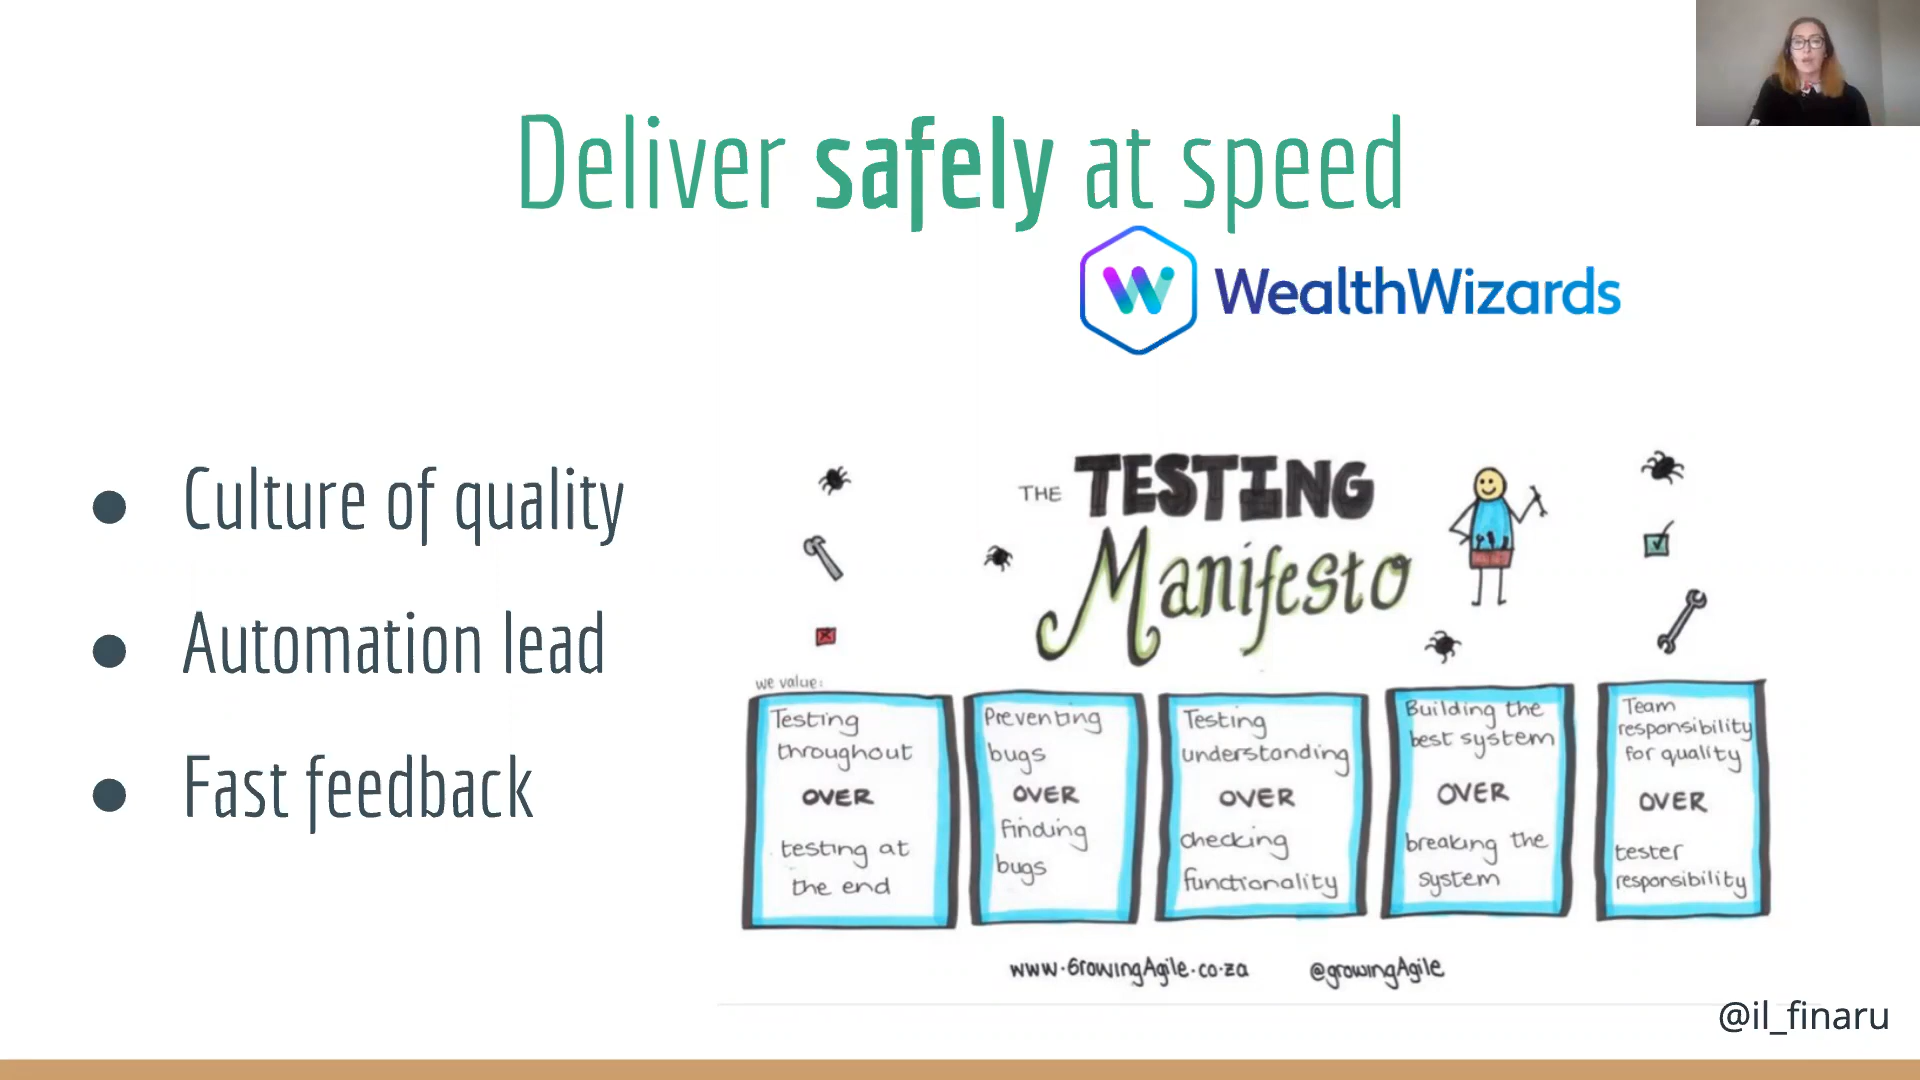 Deliver safely at speed
W WealthWizards
● Culture of quality
● Automation lead
● Fast feedback
THE TESTING
Manifesto
we value:
Testing
throughout
OVER
testing at
the end
Preventing
bugs
OVER
finding
bugs
Testing
understanding
OVER
checking
functionality
Building the
best system
OVER
breaking the
system
Team
responsibility
for quality
OVER
tester
responsibility
www.GrowingAgile.co.za @growingAgile
@il_finaru